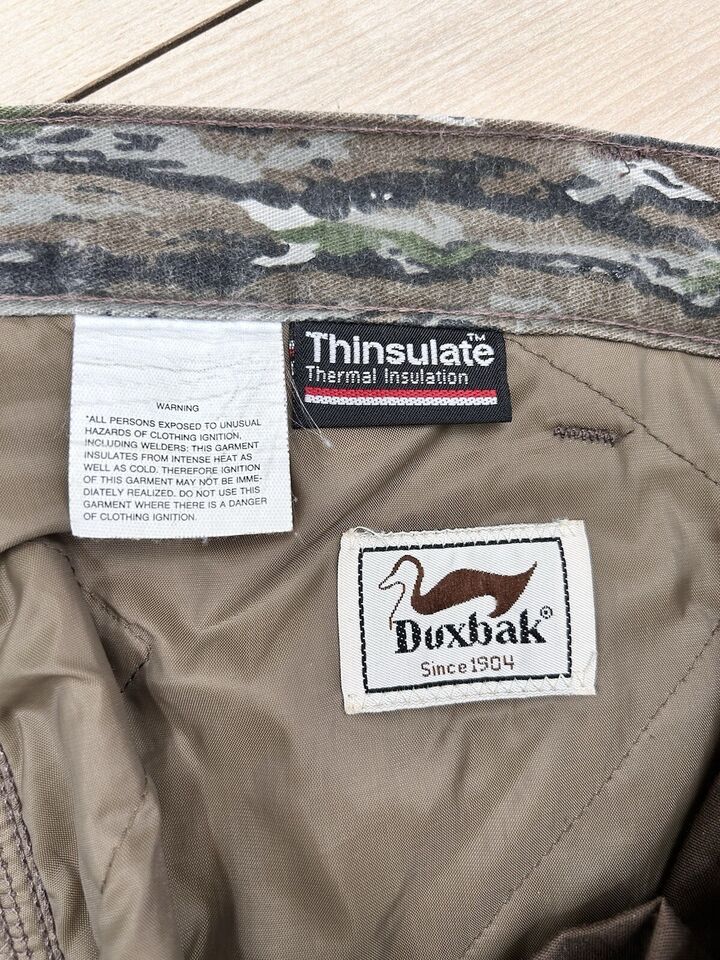 WARNING
"ALL PERSONS EXPOSED TO UNUSUAL
HAZARDS OF CLOTHING IGNITION,
INCLUDING WELDERS: THIS GARMENT
INSULATES FROM INTENSE HEAT AS
WELL AS COLD. THEREFORE IGNITION
OF THIS GARMENT MAY NOT BE IMME-
DIATELY REALIZED. DO NOT USE THIS
GARMENT WHERE THERE IS A DANGER
OF CLOTHING IGNITION.
Thinsulate™
Thermal Insulation
Duxbak®
Since 1904